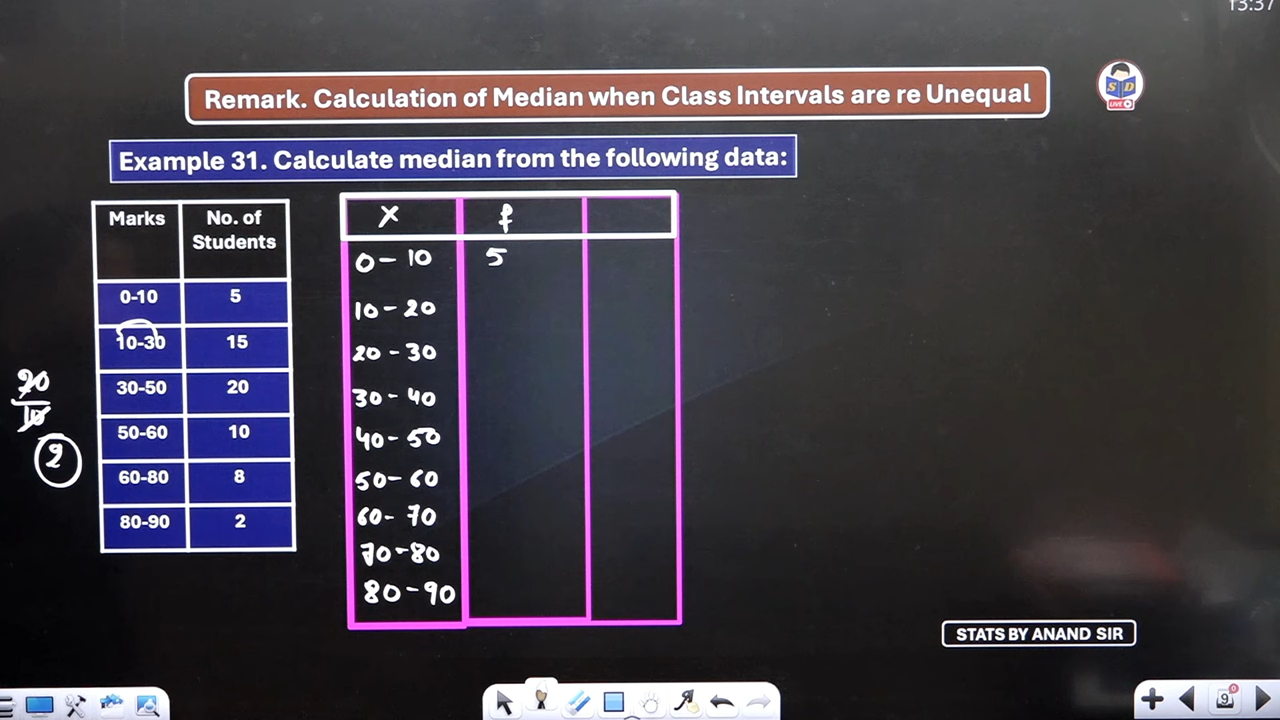 13:37
Remark. Calculation of Median when Class Intervals are re Unequal
S D
LIVE
Example 31. Calculate median from the following data:
Marks No. of Students
0-10 5
10-30 15
30-50 20
50-60 10
60-80 8
80-90 2
20
10
2
X f
0-10 5
10-20
20-30
30-40
40-50
50-60
60-70
70-80
80-90
STATS BY ANAND SIR
9